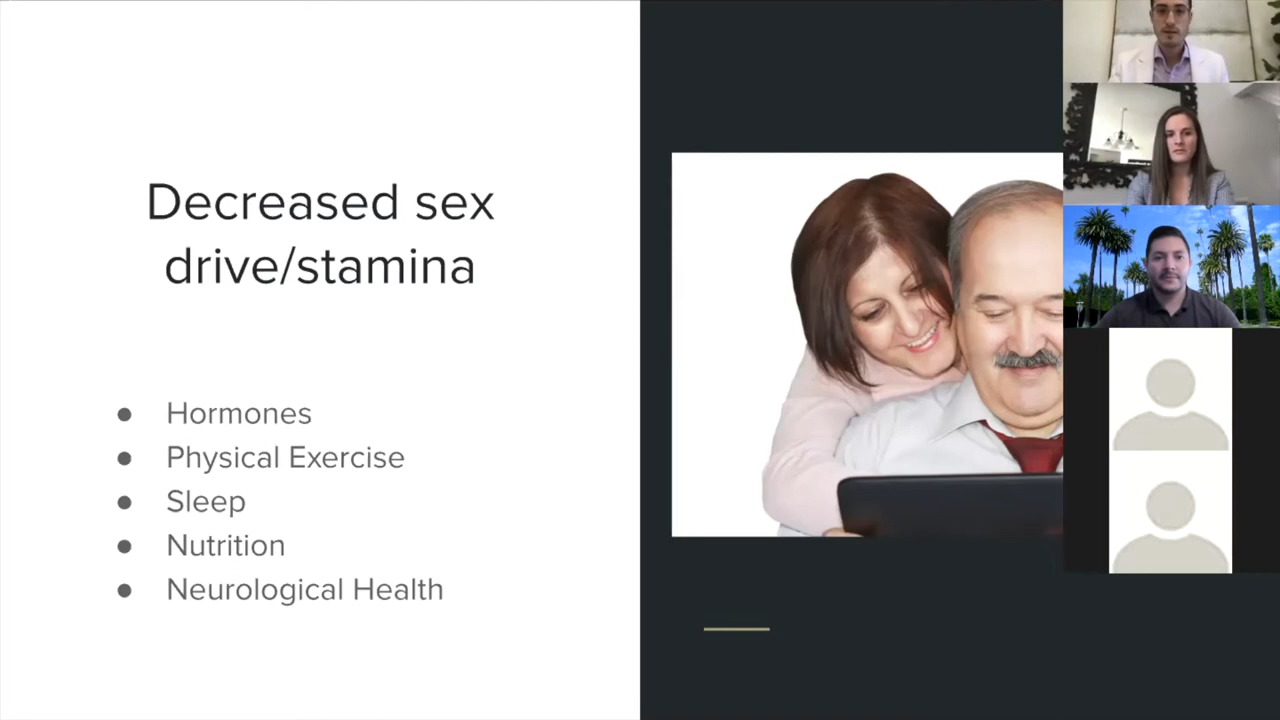 Decreased sex
drive/stamina
● Hormones
● Physical Exercise
● Sleep
● Nutrition
● Neurological Health